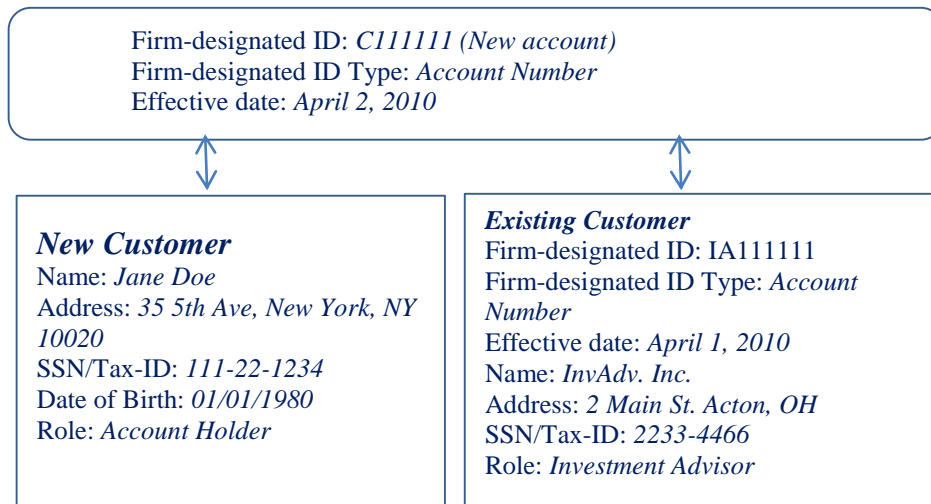 Firm-designated ID: C111111 (New account)
Firm-designated ID Type: Account Number
Effective date: April 2, 2010
New Customer
Name: Jane Doe
Address: 35 5th Ave, New York, NY
10020
SSN/Tax-ID: 111-22-1234
Date of Birth: 01/01/1980
Role: Account Holder
Existing Customer
Firm-designated ID: IA111111
Firm-designated ID Type: Account
Number
Effective date: April 1, 2010
Name: InvAdv. Inc.
Address: 2 Main St. Acton, OH
SSN/Tax-ID: 2233-4466
Role: Investment Advisor